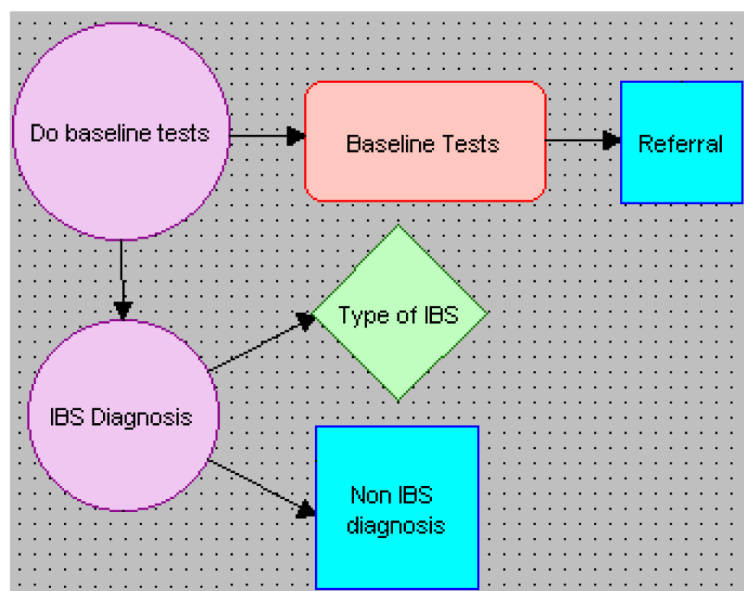 Do baseline tests
Baseline Tests
Referral
Type of IBS
IBS Diagnosis
Non IBS
diagnosis